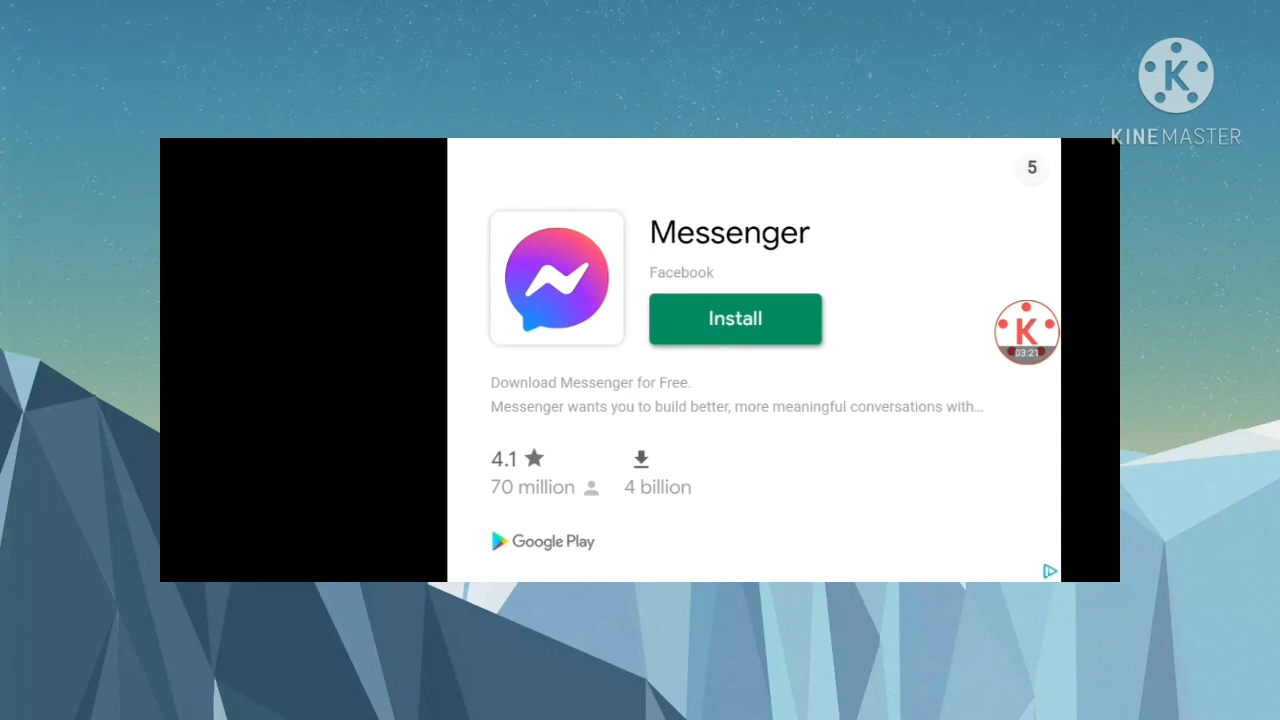 K
KINEMASTER
5
Messenger
Facebook
Install
K
03:21
Download Messenger for Free.
Messenger wants you to build better, more meaningful conversations with...
4.1
70 million
4 billion
Google Play